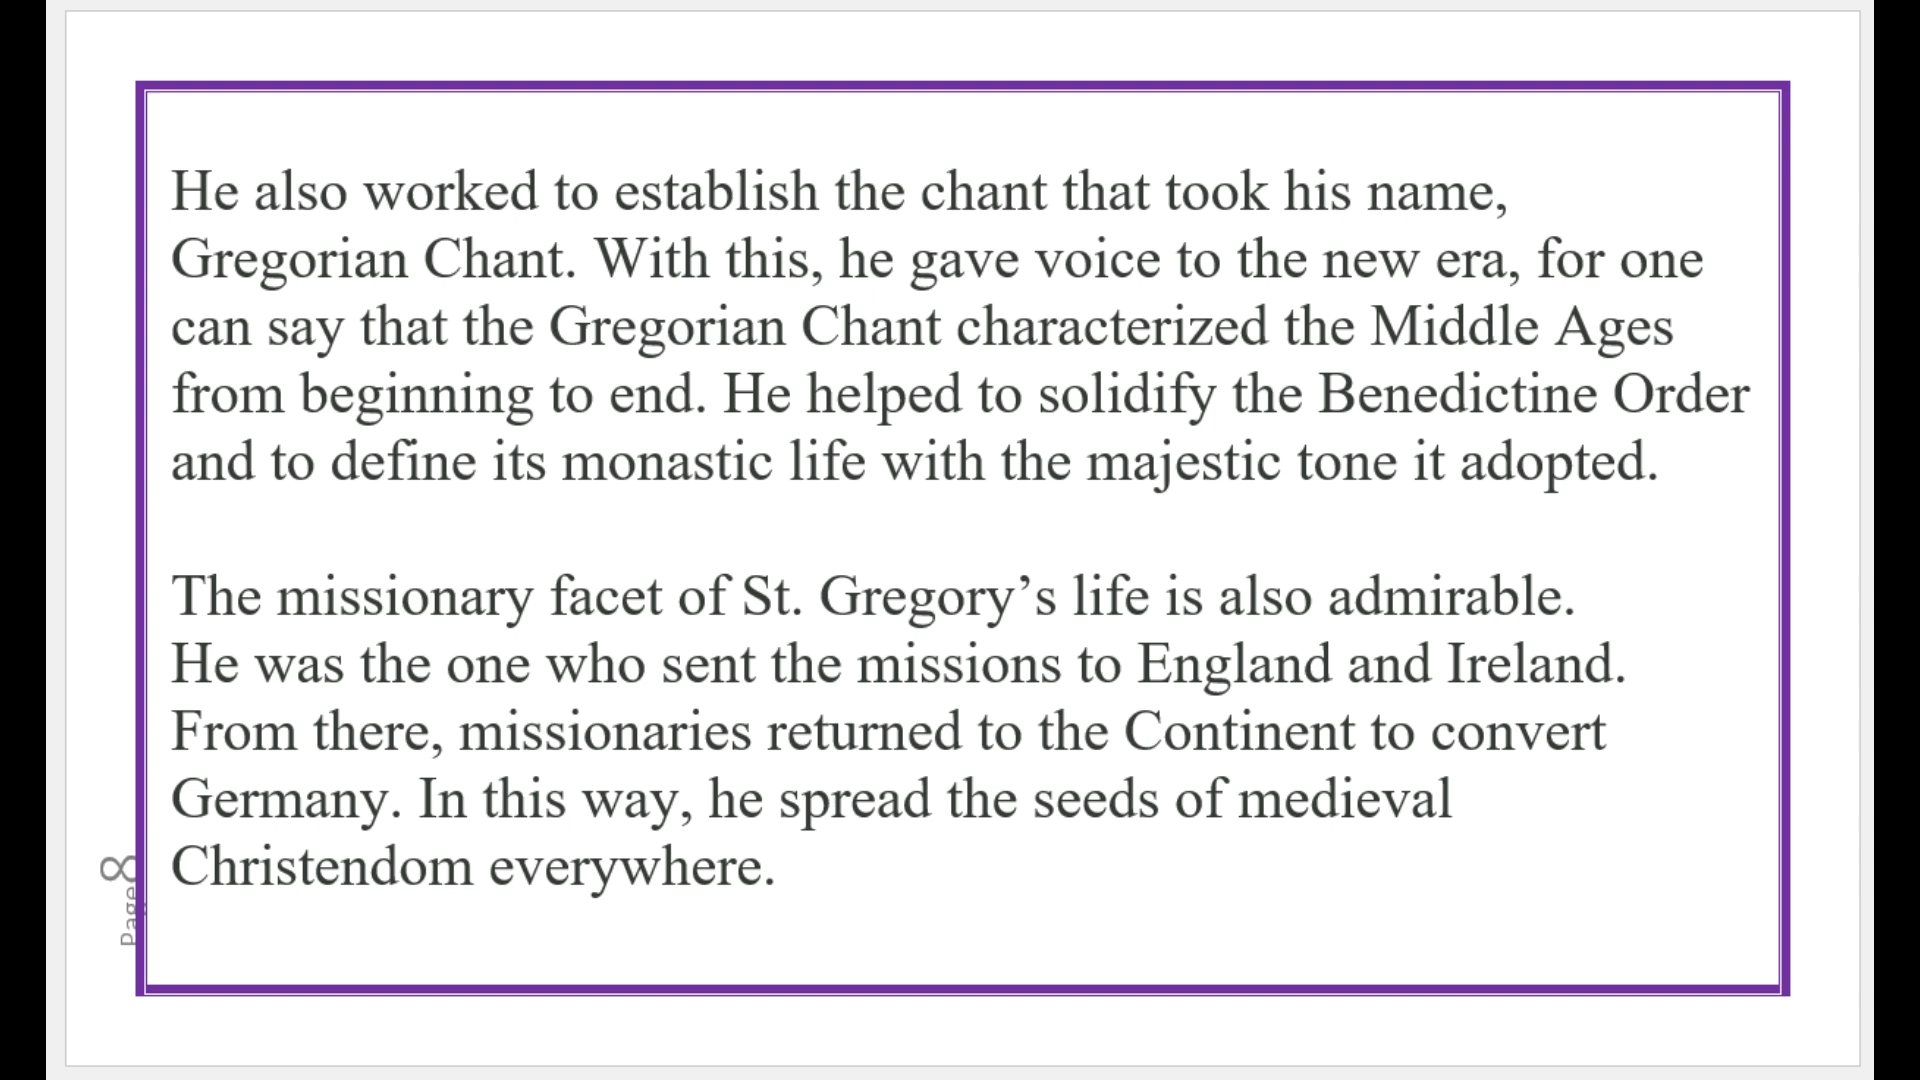 He also worked to establish the chant that took his name,
Gregorian Chant. With this, he gave voice to the new era, for one
can say that the Gregorian Chant characterized the Middle Ages
from beginning to end. He helped to solidify the Benedictine Order
and to define its monastic life with the majestic tone it adopted.
The missionary facet of St. Gregory’s life is also admirable.
He was the one who sent the missions to England and Ireland.
From there, missionaries returned to the Continent to convert
Germany. In this way, he spread the seeds of medieval
Christendom everywhere.
Page 8